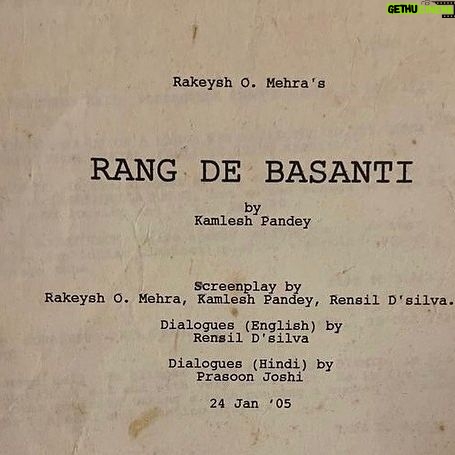 GETHU
Rakeysh O. Mehra's
RANG DE BASANTI
by
Kamlesh Pandey
Screenplay by
Rakeysh O. Mehra, Kamlesh Pandey, Rensil D'silva.
Dialogues (English) by
Rensil D'silva
Dialogues (Hindi) by
Prasoon Joshi
24 Jan '05